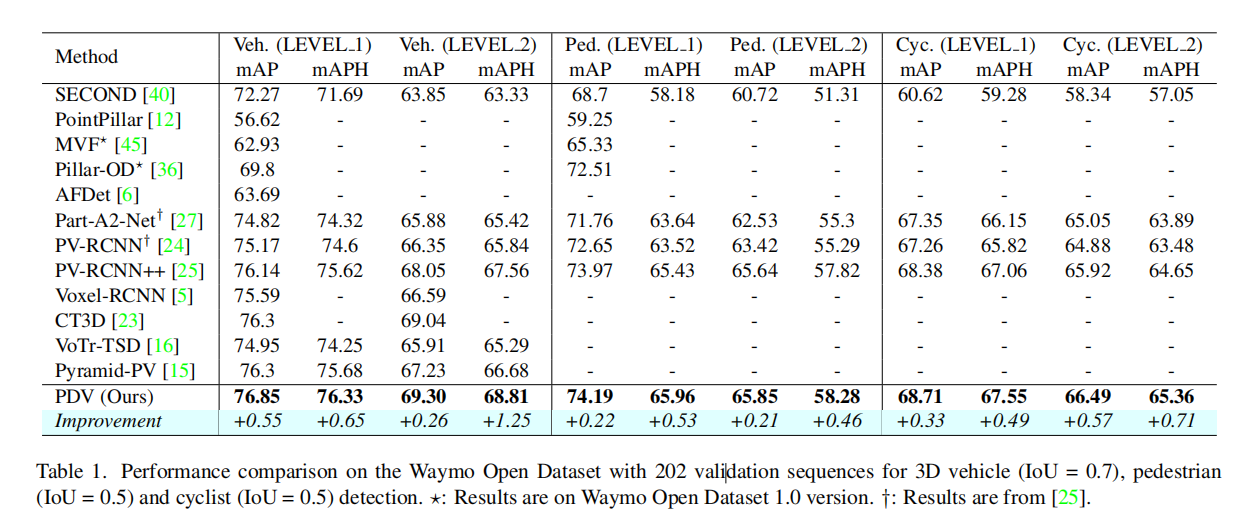 Method Veh. (LEVEL_1) Veh. (LEVEL_2) Ped. (LEVEL_1) Ped. (LEVEL_2) Cyc. (LEVEL_1) Cyc. (LEVEL_2)
mAP mAPH mAP mAPH mAP mAPH mAP mAPH mAP mAPH mAP mAPH
SECOND [40] 72.27 71.69 63.85 63.33 68.7 58.18 60.72 51.31 60.62 59.28 58.34 57.05
PointPillar [12] 56.62 - - - 59.25 - - - - - - -
MVF⋆ [45] 62.93 - - - 65.33 - - - - - - -
Pillar-OD⋆ [36] 69.8 - - - 72.51 - - - - - - -
AFDet [6] 63.69 - - - - - - - - - - -
Part-A2-Net† [27] 74.82 74.32 65.88 65.42 71.76 63.64 62.53 55.3 67.35 66.15 65.05 63.89
PV-RCNN† [24] 75.17 74.6 66.35 65.84 72.65 63.52 63.42 55.29 67.26 65.82 64.88 63.48
PV-RCNN++ [25] 76.14 75.62 68.05 67.56 73.97 65.43 65.64 57.82 68.38 67.06 65.92 64.65
Voxel-RCNN [5] 75.59 - 66.59 - - - - - - - - -
CT3D [23] 76.3 - 69.04 - - - - - - - - -
VoTr-TSD [16] 74.95 74.25 65.91 65.29 - - - - - - - -
Pyramid-PV [15] 76.3 75.68 67.23 66.68 - - - - - - - -
PDV (Ours) 76.85 76.33 69.30 68.81 74.19 65.96 65.85 58.28 68.71 67.55 66.49 65.36
Improvement +0.55 +0.65 +0.26 +1.25 +0.22 +0.53 +0.21 +0.46 +0.33 +0.49 +0.57 +0.71
Table 1. Performance comparison on the Waymo Open Dataset with 202 validation sequences for 3D vehicle (IoU = 0.7), pedestrian
(IoU = 0.5) and cyclist (IoU = 0.5) detection. ⋆: Results are on Waymo Open Dataset 1.0 version. †: Results are from [25].